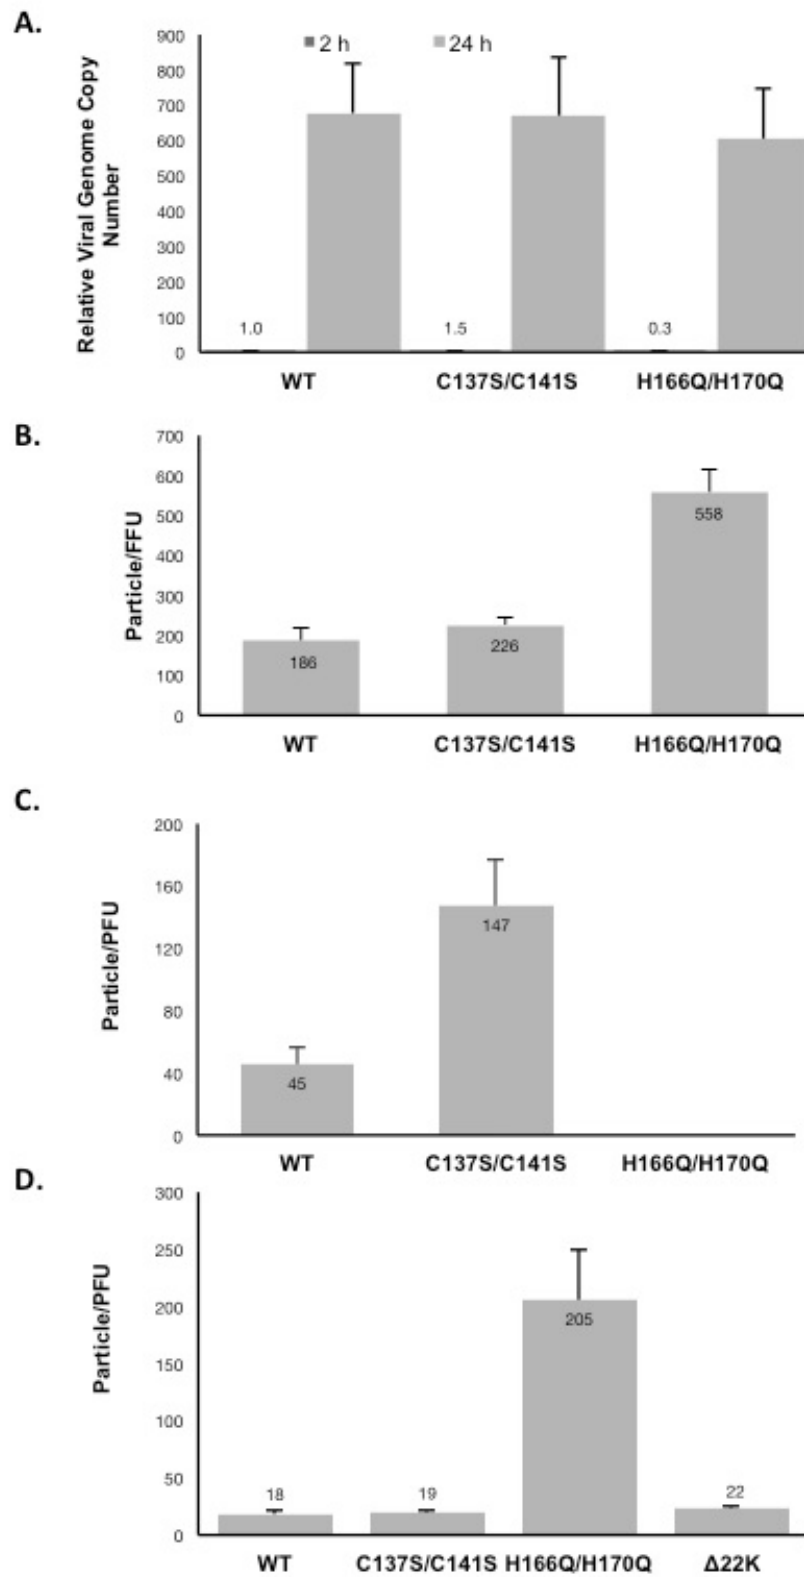 A.
2 h 24 h
Relative Viral Genome Copy
Number
900
800
700
600
500
400
300
200
100
0
1.0 1.5 0.3
WT C137S/C141S H166Q/H170Q
B.
Particle/FFU
700
600
500
400
300
200
100
0
186 226 558
WT C137S/C141S H166Q/H170Q
C.
Particle/PFU
200
160
120
80
40
0
45 147
WT C137S/C141S H166Q/H170Q
D.
Particle/PFU
300
250
200
150
100
50
0
18 19 205 22
WT C137S/C141S H166Q/H170Q Δ22K